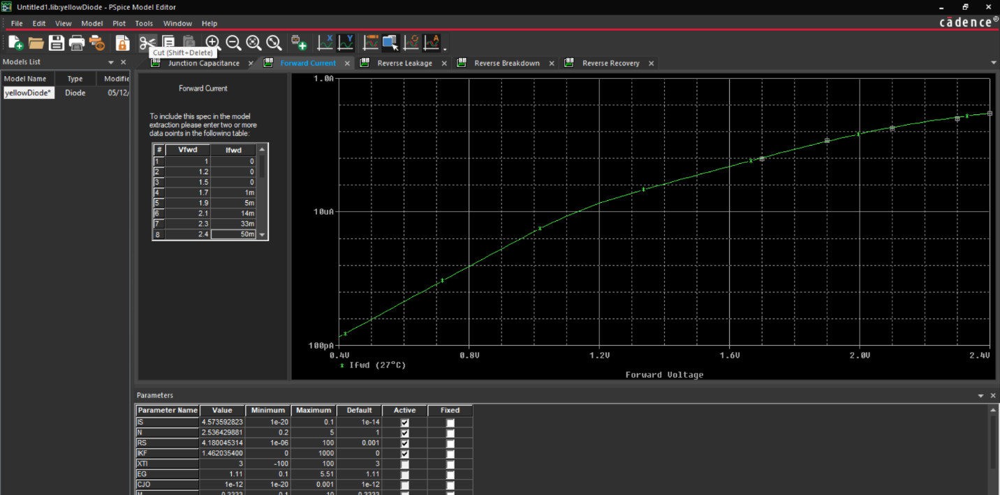 Untitled1.lib:yellowDiode - PSpice Model Editor
File Edit View Model Plot Tools Window Help
cādence®
Cut (Shift+Delete)
Models List
Junction Capacitance
Forward Current
Reverse Leakage
Reverse Breakdown
Reverse Recovery
Model Name Type Modifie
yellowDiode* Diode 05/12/
Forward Current
To include this spec in the model
extraction please enter two or more
data points in the following table:
# Vfwd Ifwd
1 1 0
2 1.2 0
3 1.5 0
4 1.7 1m
5 1.9 5m
6 2.1 14m
7 2.3 33m
8 2.4 50m
1.0A
10uA
100pA
0.4V 0.8V 1.2V 1.6V 2.0V 2.4V
Ifwd (27°C)
Forward Voltage
Parameters
Parameter Name Value Minimum Maximum Default Active Fixed
IS 4.573592823 1e-20 0.1 1e-14
N 2.536429881 0.2 5 1
RS 4.180045314 1e-06 100 0.001
IKF 1.462035400 0 1000 0
XTI 3 -100 100 3
EG 1.11 0.1 5.51 1.11
CJO 1e-12 1e-20 0.001 1e-12
M 0.3333 0.1 10 0.3333